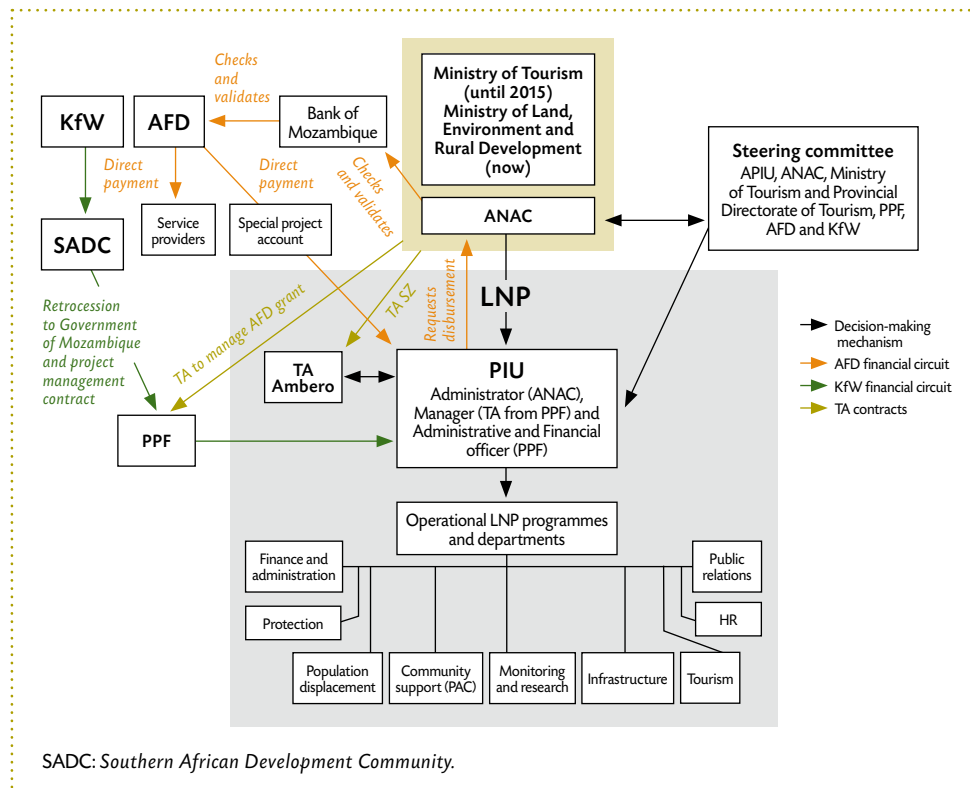 Checks
and
validates
Ministry of Tourism
(until 2015)
Ministry of Land,
Environment and
Rural Development
(now)
KfW
AFD
Bank of
Mozambique
Steering committee
APIU, ANAC, Ministry
of Tourism and Provincial
Directorate of Tourism, PPF,
AFD and KfW
Direct
payment
Direct
payment
Checks
and validates
ANAC
SADC
Service
providers
Special project
account
Retrocession
to Government
of Mozambique
and project
management
contract
TA to manage AFD grant
TA SZ
Requests
disbursement
LNP
Decision-making
mechanism
AFD financial circuit
KfW financial circuit
TA contracts
TA
Ambero
PIU
Administrator (ANAC),
Manager (TA from PPF) and
Administrative and Financial
officer (PPF)
PPF
Operational LNP programmes
and departments
Finance and
administration
Public
relations
Protection
HR
Population
displacement
Community
support (PAC)
Monitoring
and research
Infrastructure
Tourism
SADC: Southern African Development Community.